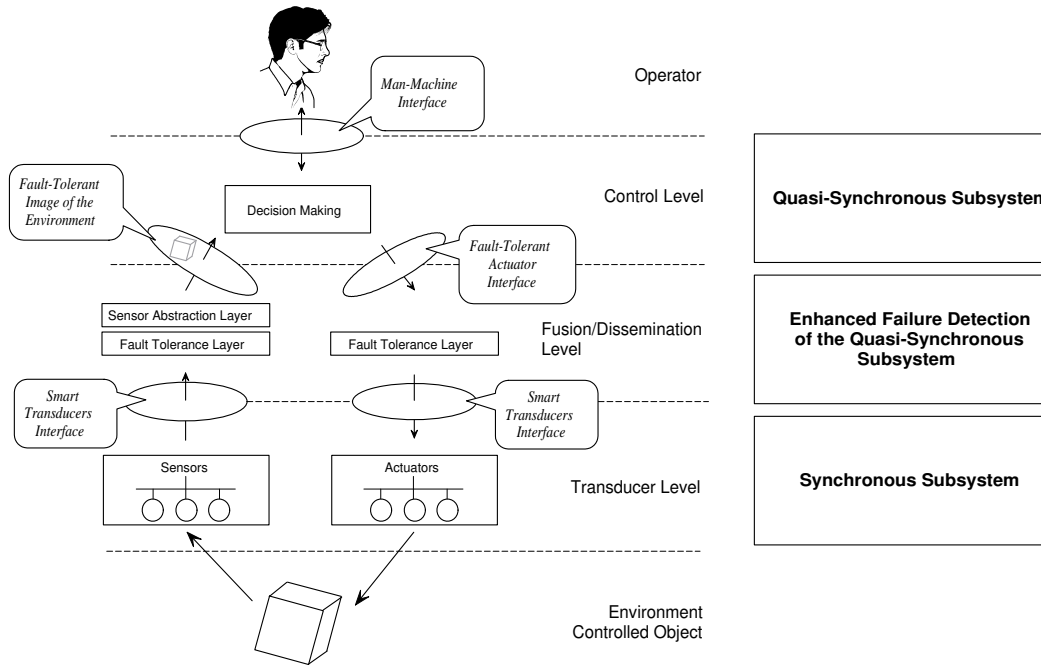 Operator
Man-Machine
Interface
Fault-Tolerant
Image of the
Environment
Decision Making
Control Level
Quasi-Synchronous Subsystem
Fault-Tolerant
Actuator
Interface
Sensor Abstraction Layer
Fault Tolerance Layer
Fault Tolerance Layer
Fusion/Dissemination
Level
Enhanced Failure Detection
of the Quasi-Synchronous
Subsystem
Smart
Transducers
Interface
Smart
Transducers
Interface
Sensors
Actuators
Transducer Level
Synchronous Subsystem
Environment
Controlled Object